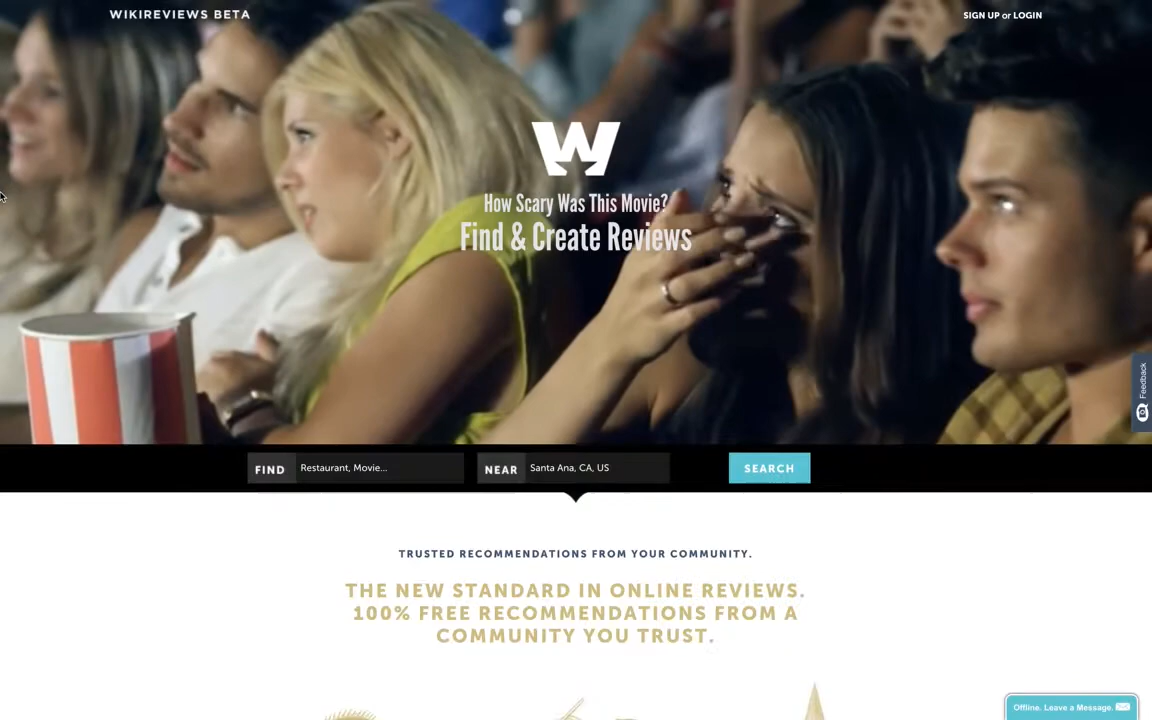 WIKIREVIEWS BETA
SIGN UP or LOGIN
W
How Scary Was This Movie?
Find & Create Reviews
Feedback
FIND Restaurant, Movie...
NEAR Santa Ana, CA, US
SEARCH
TRUSTED RECOMMENDATIONS FROM YOUR COMMUNITY.
THE NEW STANDARD IN ONLINE REVIEWS.
100% FREE RECOMMENDATIONS FROM A
COMMUNITY YOU TRUST.
Offline. Leave a Message.